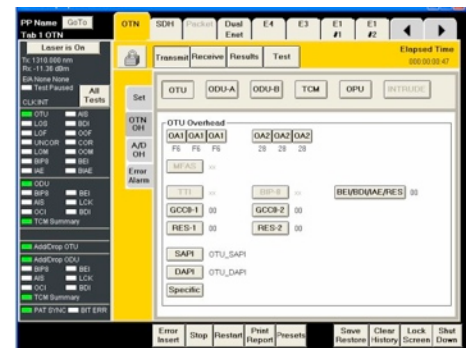 PP Name GoTo
Tab 1 OTN
OTN SDH Packet Dual Enet E4 E3 E1 #1 E1 #2
Laser is On
Tx: 1310.000 nm
Rx: -11.36 dBm
E/A None None
Test Paused
CLK:INT
All Tests
Transmit Receive Results Test
Elapsed Time
000:00:00:47
OTU AIS
LOS BDI
LOF OOF
UNCOR COR
LOM OOM
BIP8 BEI
IAE BIAE
ODU
BIP8 BEI
AIS LCK
OCI BDI
TCM Summary
Add/Drop OTU
Add/Drop ODU
BIP8 BEI
AIS LCK
OCI BDI
TCM Summary
PAT SYNC BIT ERR
Set
OTN OH
A/D OH
Error Alarm
OTU ODU-A ODU-B TCM OPU INTRUDE
OTU Overhead
OA1 OA1 OA1 OA2 OA2 OA2
F6 F6 F6 28 28 28
MFAS xx
TTI xx BIP-8 xx BEI/BDI/IAE/RES 00
GCC0-1 00 GCC0-2 00
RES-1 00 RES-2 00
SAPI OTU_SAPI
DAPI OTU_DAPI
Specific
Error Insert Stop Restart Print Report Presets Save Restore Clear History Lock Screen Shut Down